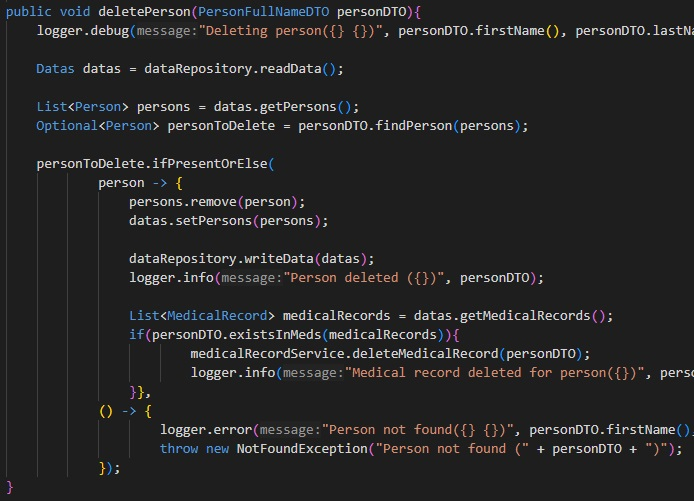 public void deletePerson(PersonFullNameDTO personDTO){
logger.debug(message:"Deleting person({} {})", personDTO.firstName(), personDTO.lastNa
Datas datas = dataRepository.readData();
List<Person> persons = datas.getPersons();
Optional<Person> personToDelete = personDTO.findPerson(persons);
personToDelete.ifPresentOrElse(
person -> {
persons.remove(person);
datas.setPersons(persons);
dataRepository.writeData(datas);
logger.info(message:"Person deleted ({})", personDTO);
List<MedicalRecord> medicalRecords = datas.getMedicalRecords();
if(personDTO.existsInMeds(medicalRecords)){
medicalRecordService.deleteMedicalRecord(personDTO);
logger.info(message:"Medical record deleted for person({})", perso
}},
() -> {
logger.error(message:"Person not found({} {})", personDTO.firstName(),
throw new NotFoundException("Person not found (" + personDTO + ")");
});
}